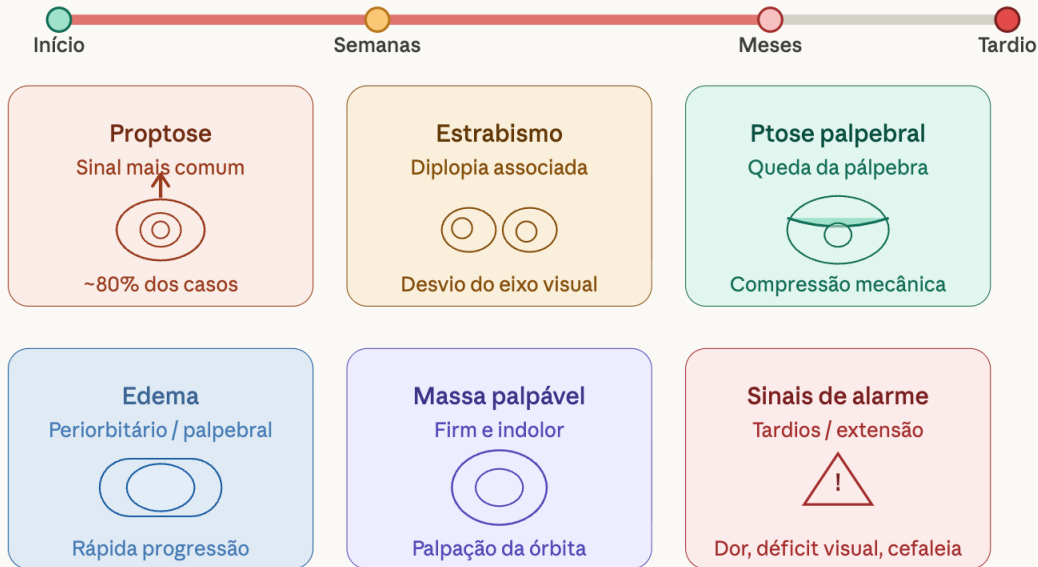 Início
Semanas
Meses
Tardio
Proptose
Sinal mais comum
~80% dos casos
Estrabismo
Diplopia associada
Desvio do eixo visual
Ptose palpebral
Queda da pálpebra
Compressão mecânica
Edema
Periorbitário / palpebral
Rápida progressão
Massa palpável
Firm e indolor
Palpação da órbita
Sinais de alarme
Tardios / extensão
!
Dor, déficit visual, cefaleia